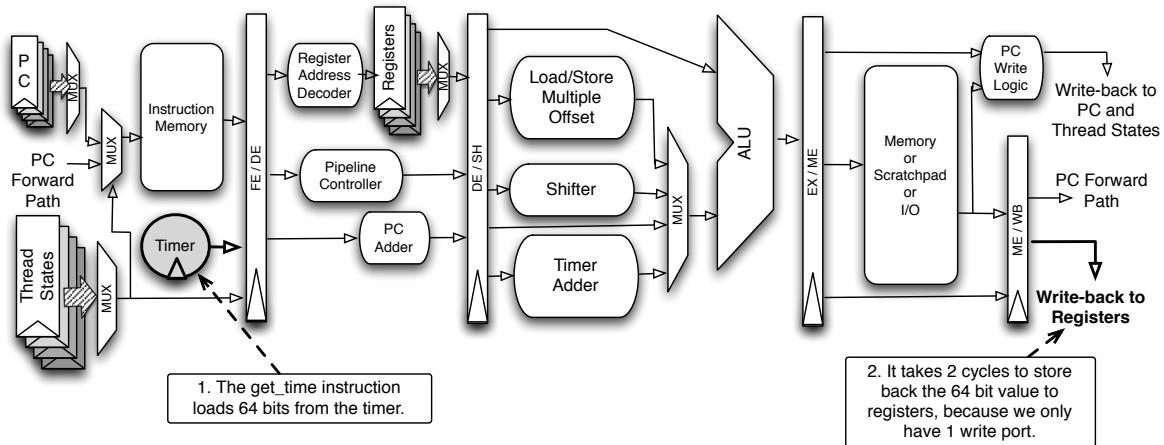 P
C
MUX
PC
Forward
Path
MUX
Instruction
Memory
Thread
States
MUX
Timer
FE / DE
Register
Address
Decoder
Registers
MUX
Pipeline
Controller
PC
Adder
DE / SH
Load/Store
Multiple
Offset
Shifter
Timer
Adder
MUX
ALU
EX / ME
Memory
or
Scratchpad
or
I/O
PC
Write
Logic
Write-back to
PC and
Thread States
ME / WB
PC Forward
Path
Write-back to
Registers
1. The get_time instruction
loads 64 bits from the timer.
2. It takes 2 cycles to store
back the 64 bit value to
registers, because we only
have 1 write port.